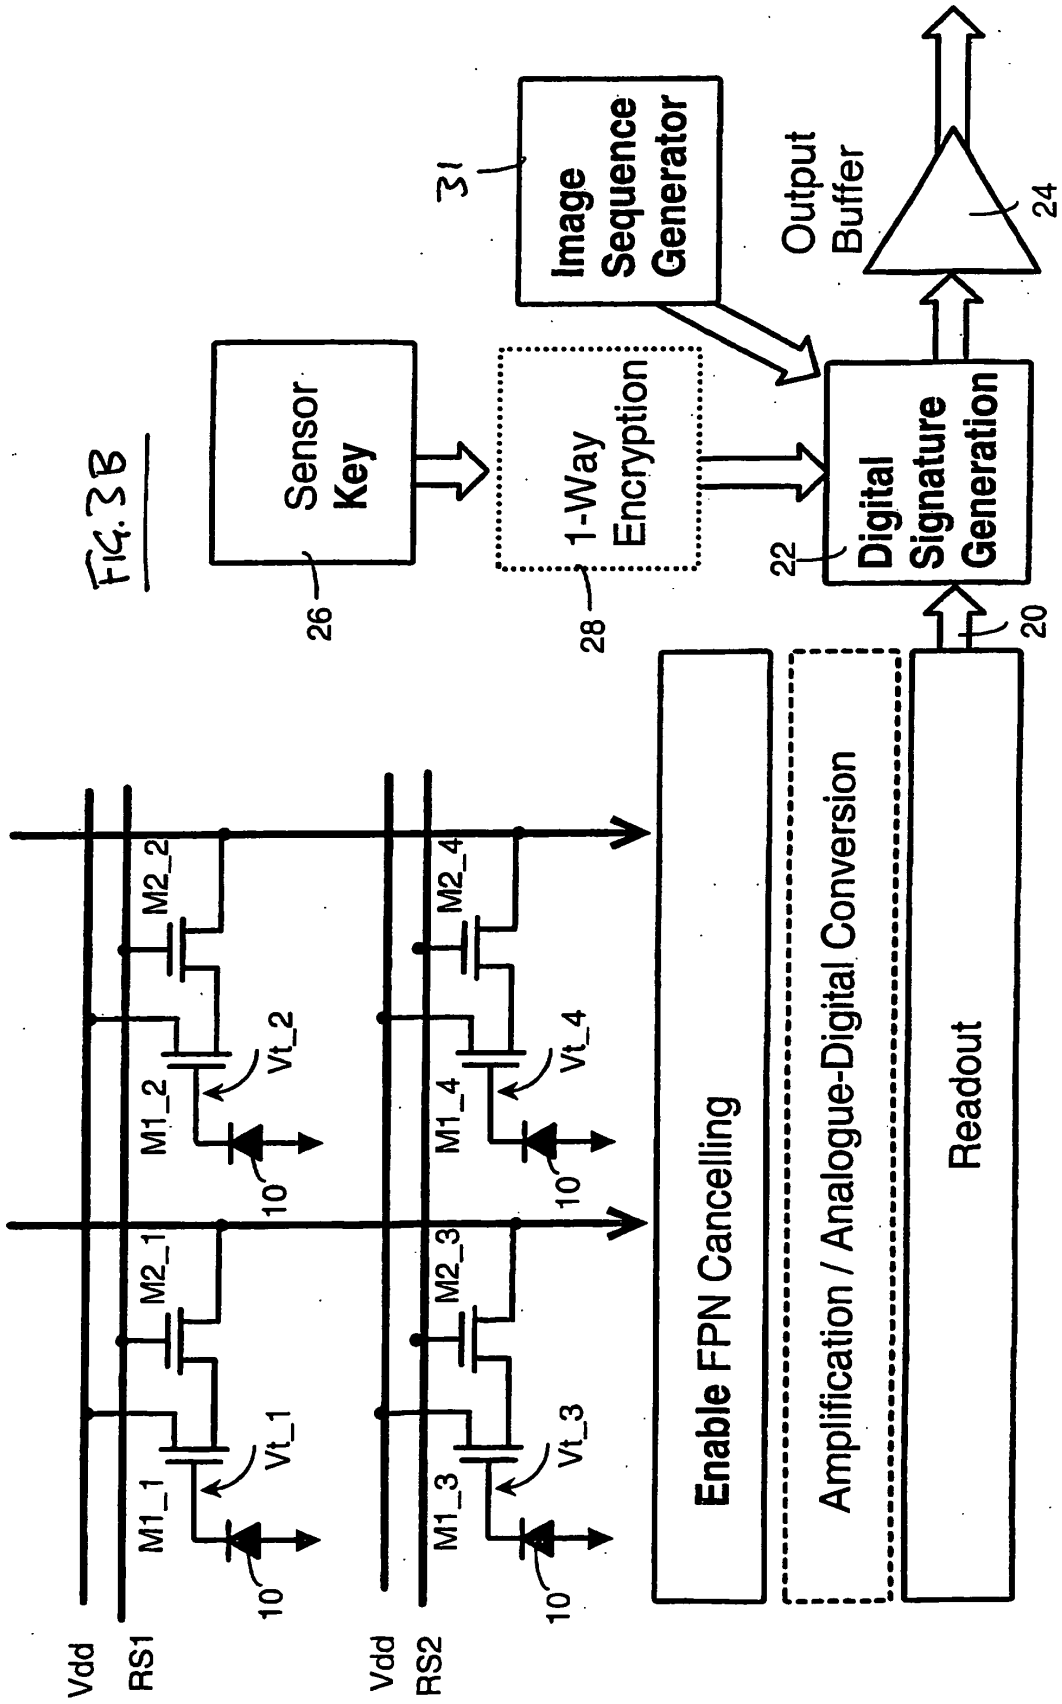 FIG. 3B
Vdd
RS1
M1_1
M2_1
Vt_1
10
M1_2
M2_2
Vt_2
10
Vdd
RS2
M1_3
M2_3
Vt_3
10
M1_4
M2_4
Vt_4
10
Enable FPN Cancelling
Amplification / Analogue-Digital Conversion
Readout
20
26
Sensor
Key
28
1-Way
Encryption
31
Image
Sequence
Generator
22
Digital
Signature
Generation
Output
Buffer
24